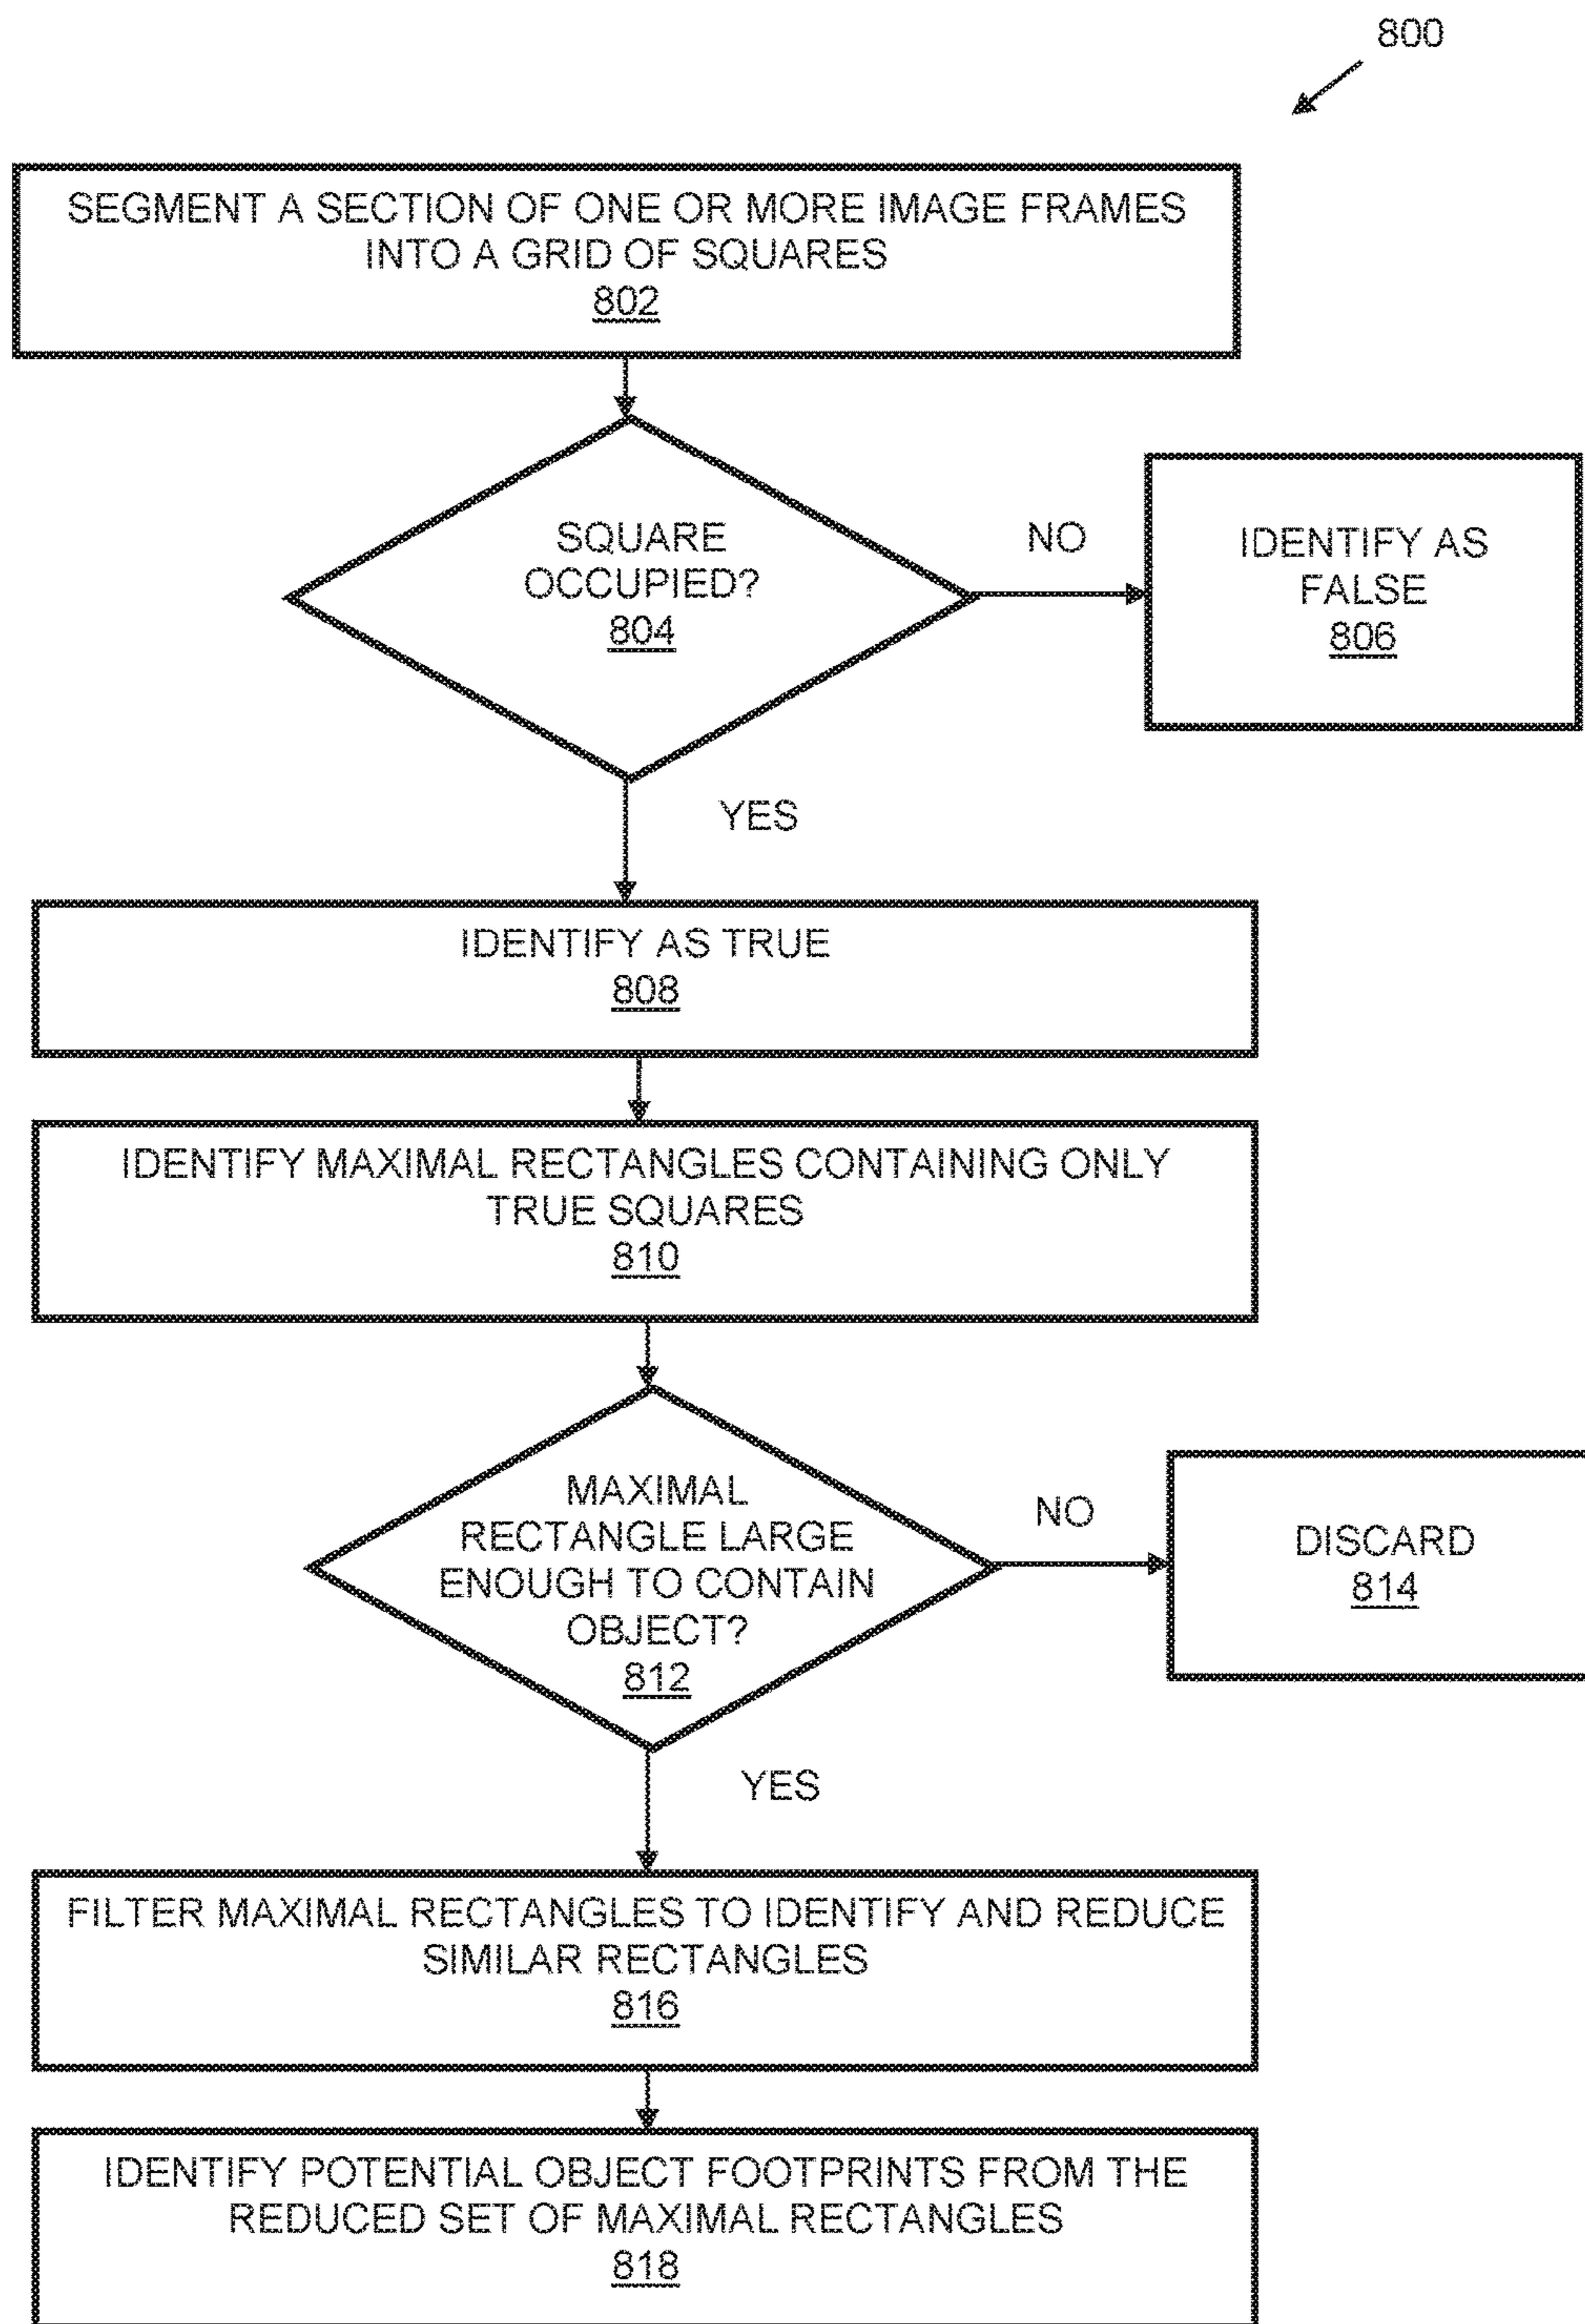 800
SEGMENT A SECTION OF ONE OR MORE IMAGE FRAMES
INTO A GRID OF SQUARES
802
SQUARE
OCCUPIED?
804
NO
IDENTIFY AS
FALSE
806
YES
IDENTIFY AS TRUE
808
IDENTIFY MAXIMAL RECTANGLES CONTAINING ONLY
TRUE SQUARES
810
MAXIMAL
RECTANGLE LARGE
ENOUGH TO CONTAIN
OBJECT?
812
NO
DISCARD
814
YES
FILTER MAXIMAL RECTANGLES TO IDENTIFY AND REDUCE
SIMILAR RECTANGLES
816
IDENTIFY POTENTIAL OBJECT FOOTPRINTS FROM THE
REDUCED SET OF MAXIMAL RECTANGLES
818